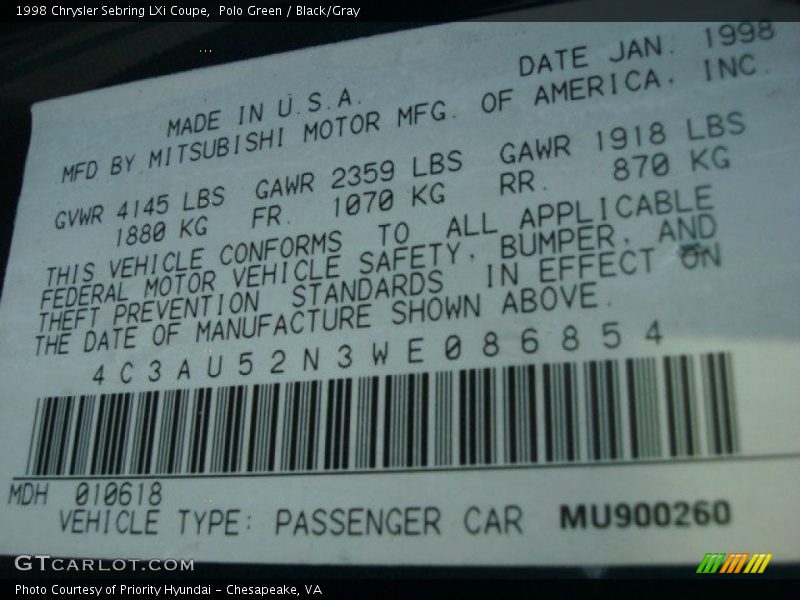 1998 Chrysler Sebring LXi Coupe,  Polo Green / Black/Gray
DATE JAN. 1998
MADE IN U.S.A.
MFD BY MITSUBISHI MOTOR MFG. OF AMERICA, INC.
GVWR 4145 LBS GAWR 2359 LBS GAWR 1918 LBS
1880 KG FR. 1070 KG RR. 870 KG
THIS VEHICLE CONFORMS TO ALL APPLICABLE
FEDERAL MOTOR VEHICLE SAFETY, BUMPER, AND
THEFT PREVENTION STANDARDS IN EFFECT ON
THE DATE OF MANUFACTURE SHOWN ABOVE.
4C3AU52N3WE086854
MDH 010618
VEHICLE TYPE: PASSENGER CAR MU900260
GTCARLOT.COM
Photo Courtesy of Priority Hyundai - Chesapeake, VA